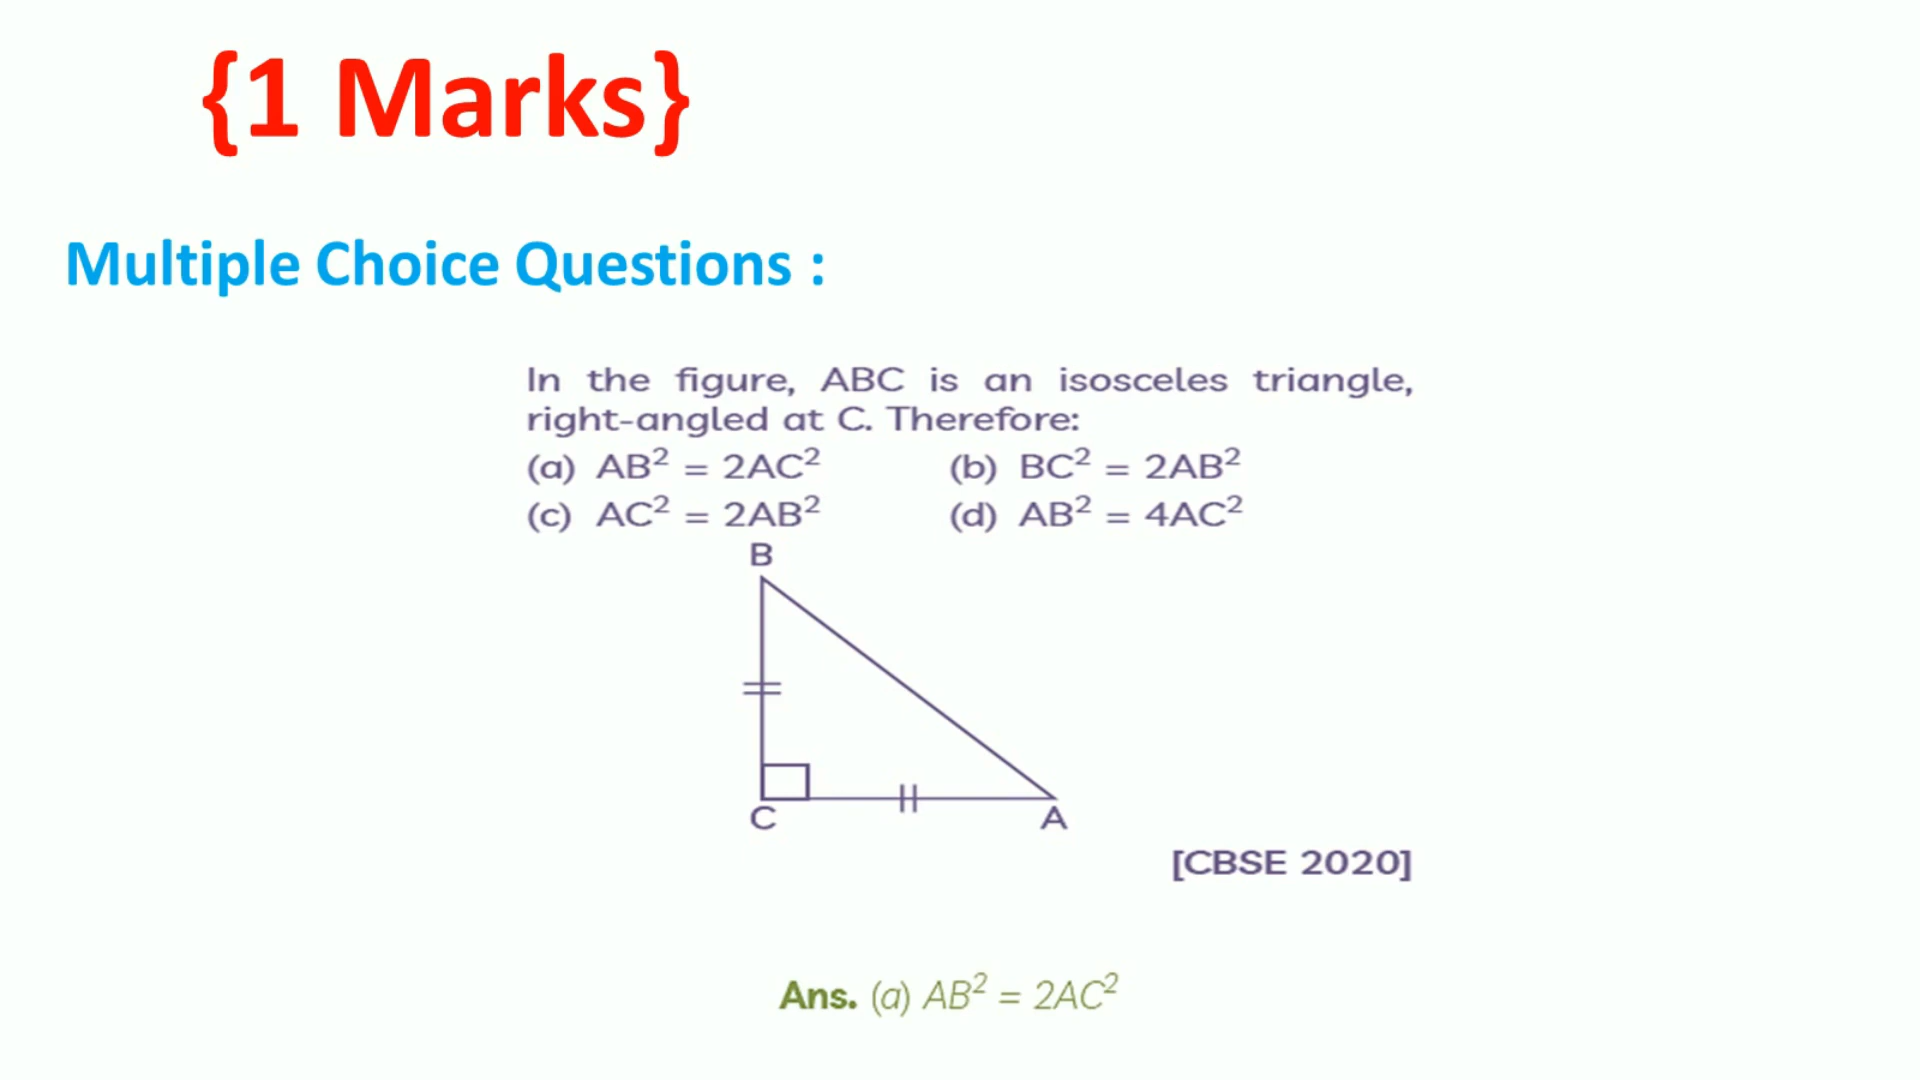 {1 Marks}
Multiple Choice Questions :
In the figure, ABC is an isosceles triangle,
right-angled at C. Therefore:
(a) AB² = 2AC² (b) BC² = 2AB²
(c) AC² = 2AB² (d) AB² = 4AC²
B
C A
[CBSE 2020]
Ans. (a) AB² = 2AC²